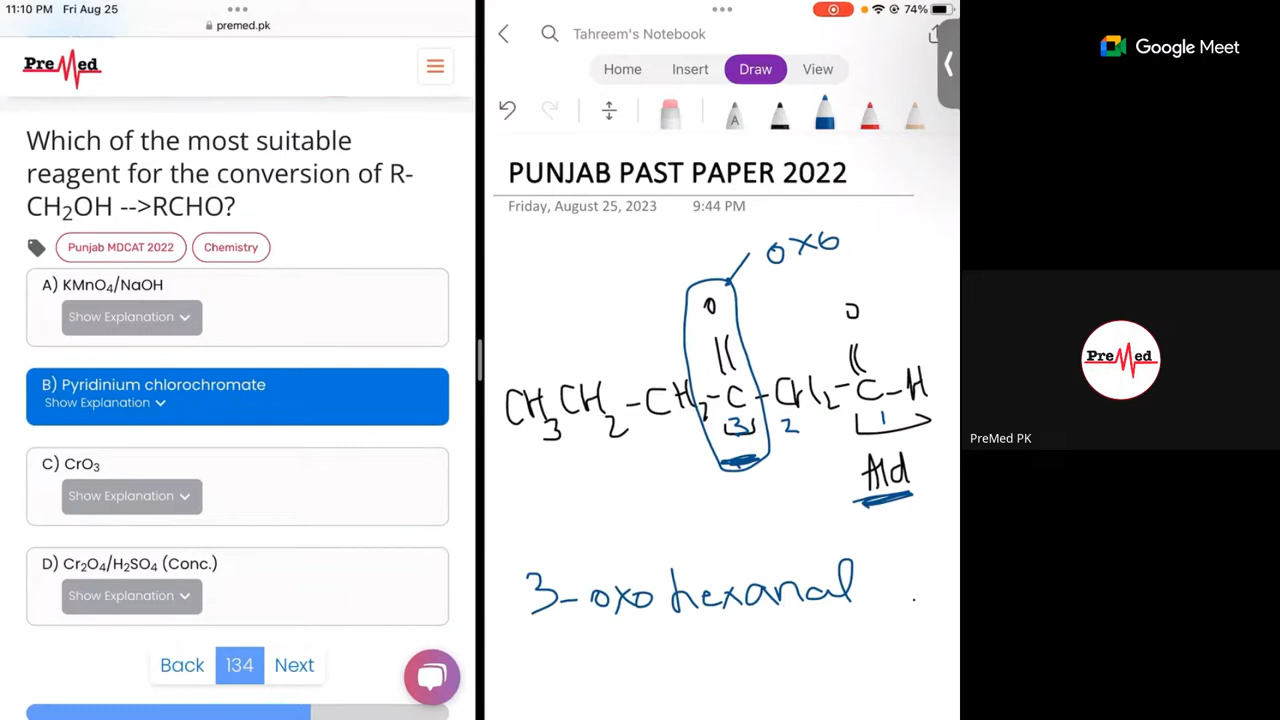 11:10 PM Fri Aug 25
premed.pk
PreMed
Which of the most suitable
reagent for the conversion of R-
CH₂OH -->RCHO?
Punjab MDCAT 2022
Chemistry
A) KMnO₄/NaOH
Show Explanation
B) Pyridinium chlorochromate
Show Explanation
C) CrO₃
Show Explanation
D) Cr₂O₄/H₂SO₄ (Conc.)
Show Explanation
Back 134 Next
74%
Tahreem's Notebook
Home Insert Draw View
A
PUNJAB PAST PAPER 2022
Friday, August 25, 2023 9:44 PM
oxo
O O
CH₃CH₂-CH₂-C-CH₂-C-H
3 2 1
Ald
3-oxohexanal
Google Meet
PreMed
PreMed PK